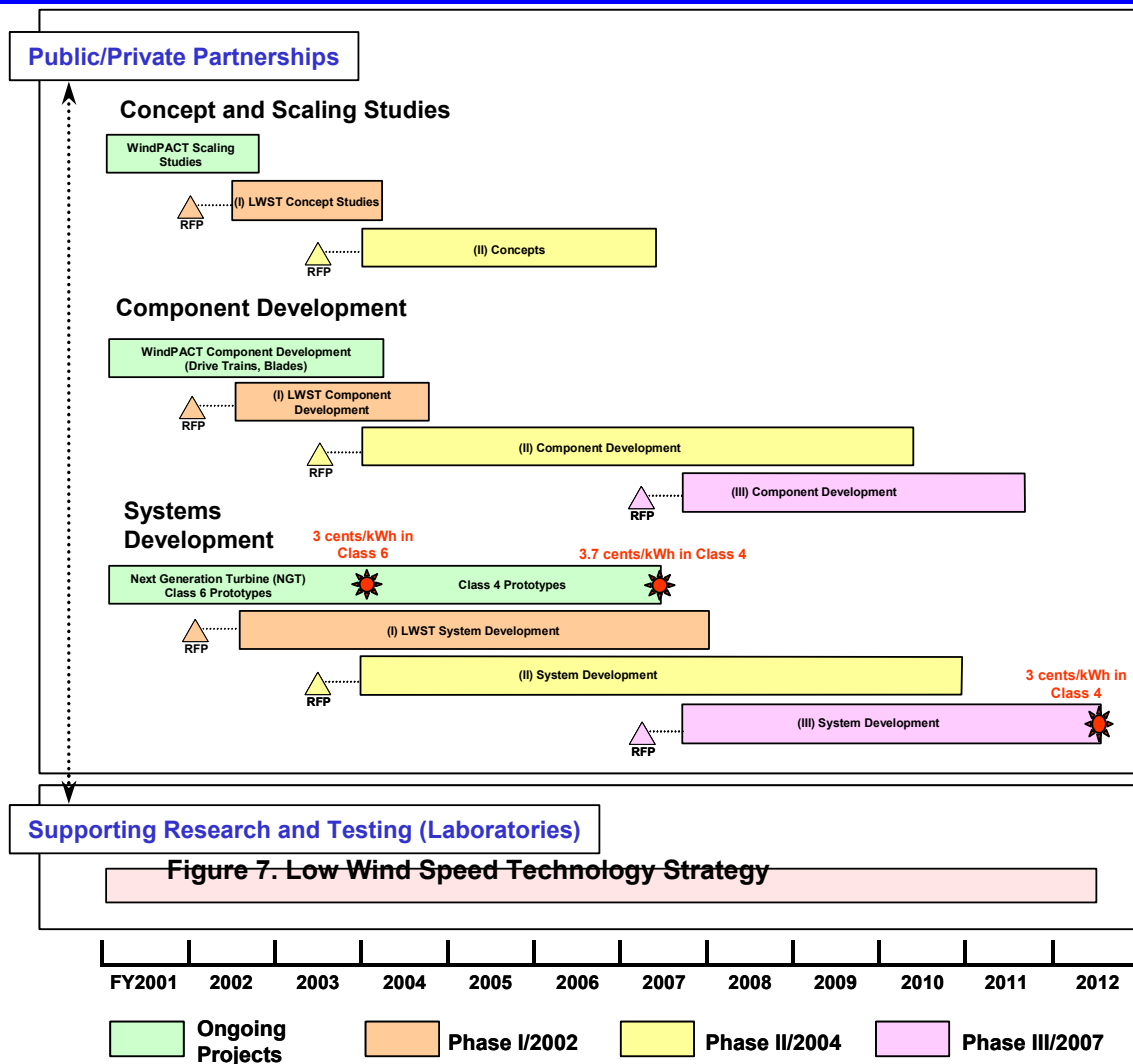 Public/Private Partnerships
Concept and Scaling Studies
WindPACT Scaling
Studies
(I) LWST Concept Studies
RFP
(II) Concepts
RFP
Component Development
WindPACT Component Development
(Drive Trains, Blades)
(I) LWST Component
Development
RFP
(II) Component Development
RFP
(III) Component Development
RFP
Systems
Development
3 cents/kWh in
Class 6
3.7 cents/kWh in Class 4
Next Generation Turbine (NGT)
Class 6 Prototypes
Class 4 Prototypes
(I) LWST System Development
RFP
(II) System Development
RFP
3 cents/kWh in
Class 4
(III) System Development
RFP
Supporting Research and Testing (Laboratories)
Figure 7. Low Wind Speed Technology Strategy
FY2001 2002 2003 2004 2005 2006 2007 2008 2009 2010 2011 2012
Ongoing
Projects
Phase I/2002
Phase II/2004
Phase III/2007